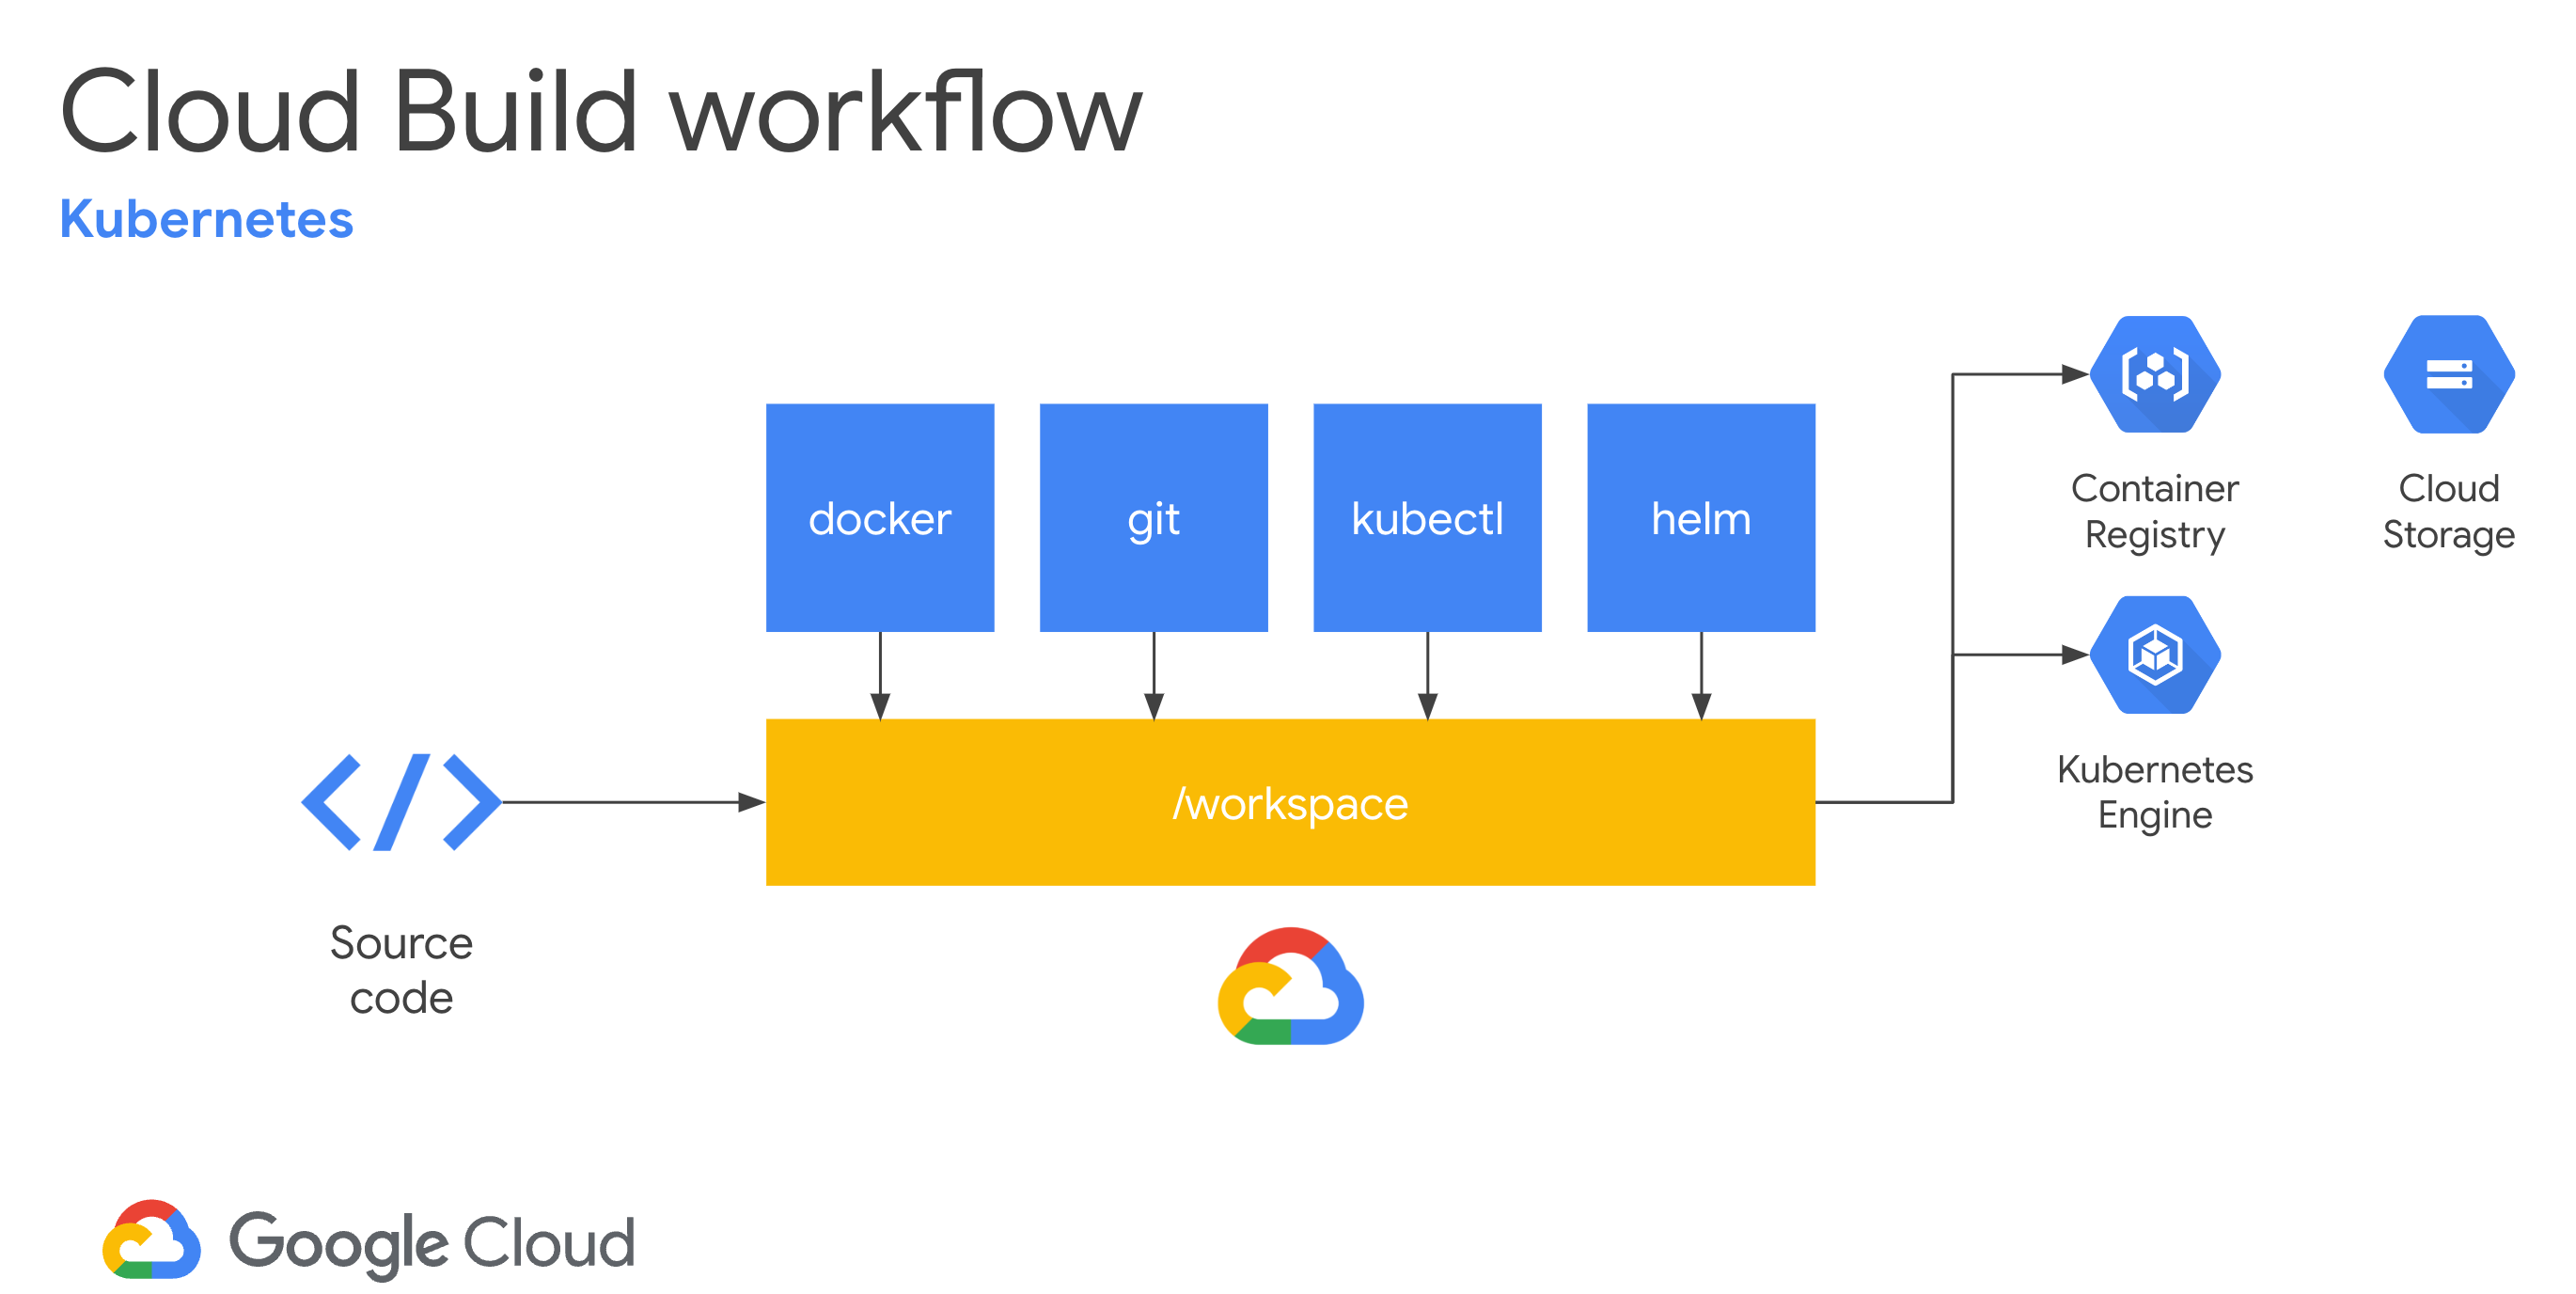 Cloud Build workflow
Kubernetes
docker
git
kubectl
helm
/workspace
Source
code
Container
Registry
Cloud
Storage
Kubernetes
Engine
Google Cloud